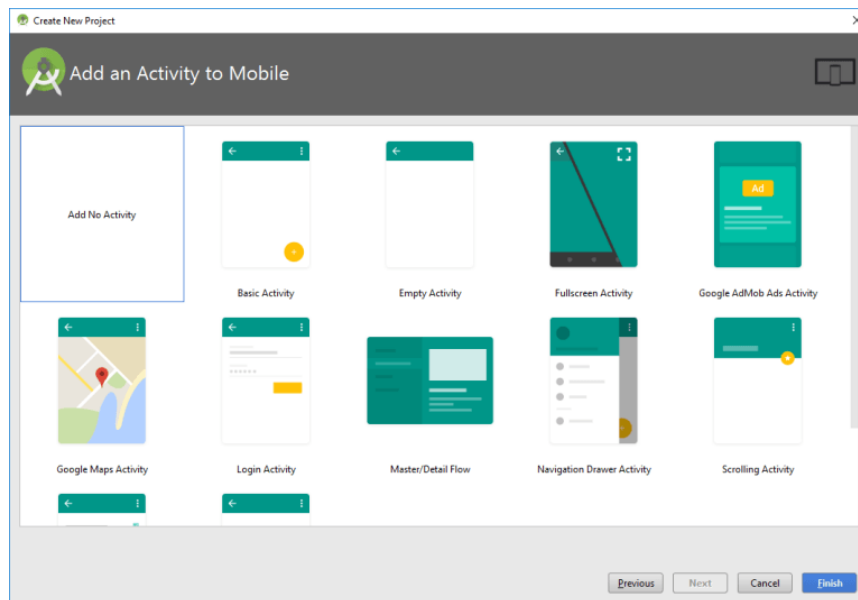 Create New Project
Add an Activity to Mobile
Add No Activity
Basic Activity
Empty Activity
Ad
Fullscreen Activity
Google AdMob Ads Activity
Google Maps Activity
Login Activity
Master/Detail Flow
Navigation Drawer Activity
Scrolling Activity
Previous
Next
Cancel
Finish